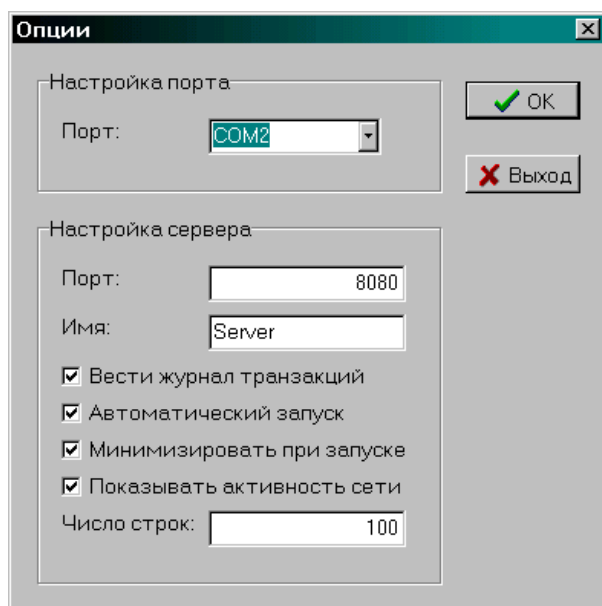 Опции
Настройка порта
Порт: COM2
OK
Выход
Настройка сервера
Порт: 8080
Имя: Server
Вести журнал транзакций
Автоматический запуск
Минимизировать при запуске
Показывать активность сети
Число строк: 100